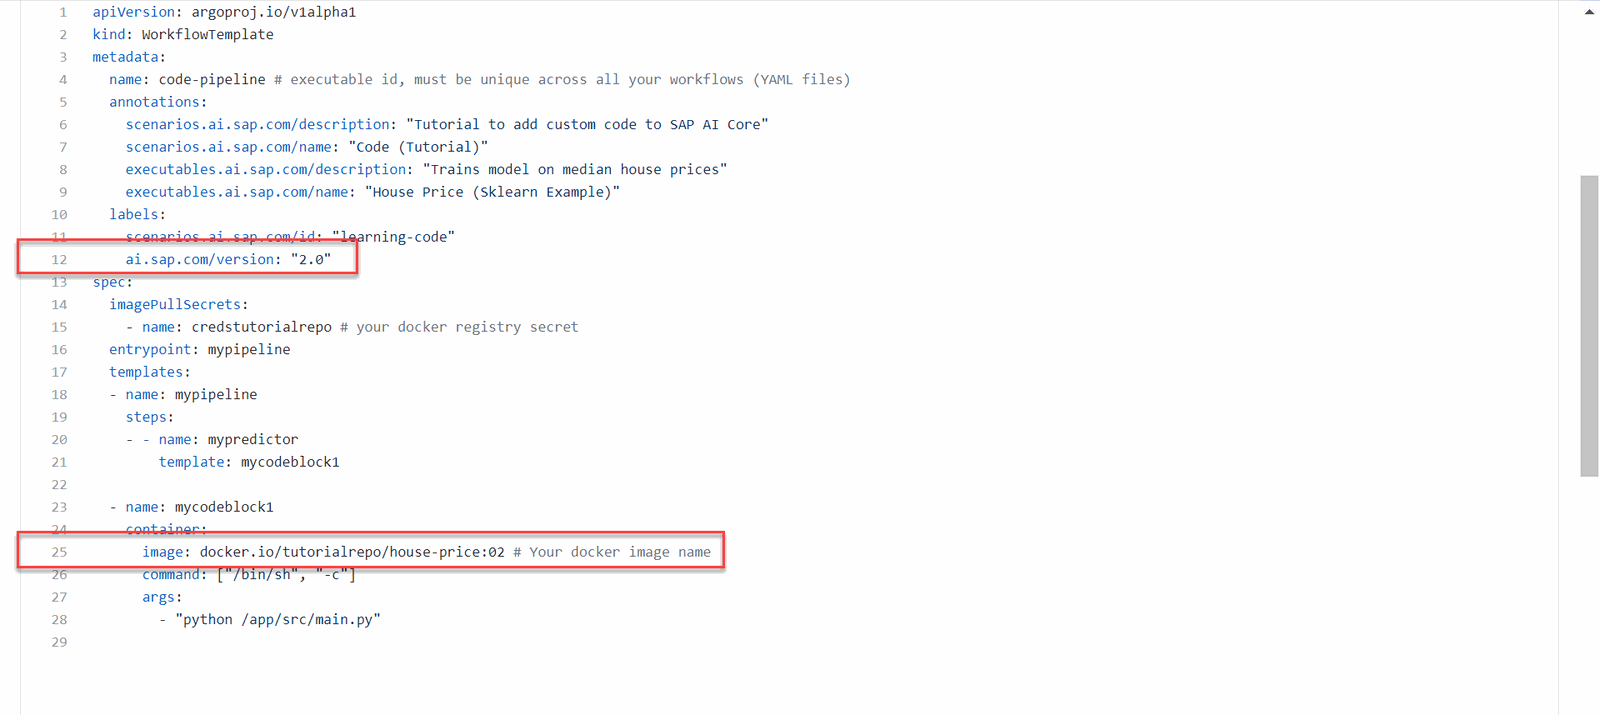 1 apiVersion: argoproj.io/v1alpha1
2 kind: WorkflowTemplate
3 metadata:
4 name: code-pipeline # executable id, must be unique across all your workflows (YAML files)
5 annotations:
6 scenarios.ai.sap.com/description: "Tutorial to add custom code to SAP AI Core"
7 scenarios.ai.sap.com/name: "Code (Tutorial)"
8 executables.ai.sap.com/description: "Trains model on median house prices"
9 executables.ai.sap.com/name: "House Price (Sklearn Example)"
10 labels:
11 scenarios.ai.sap.com/id: "learning-code"
12 ai.sap.com/version: "2.0"
13 spec:
14 imagePullSecrets:
15 - name: credstutorialrepo # your docker registry secret
16 entrypoint: mypipeline
17 templates:
18 - name: mypipeline
19 steps:
20 - - name: mypredictor
21 template: mycodeblock1
22
23 - name: mycodeblock1
24 container:
25 image: docker.io/tutorialrepo/house-price:02 # Your docker image name
26 command: ["/bin/sh", "-c"]
27 args:
28 - "python /app/src/main.py"
29